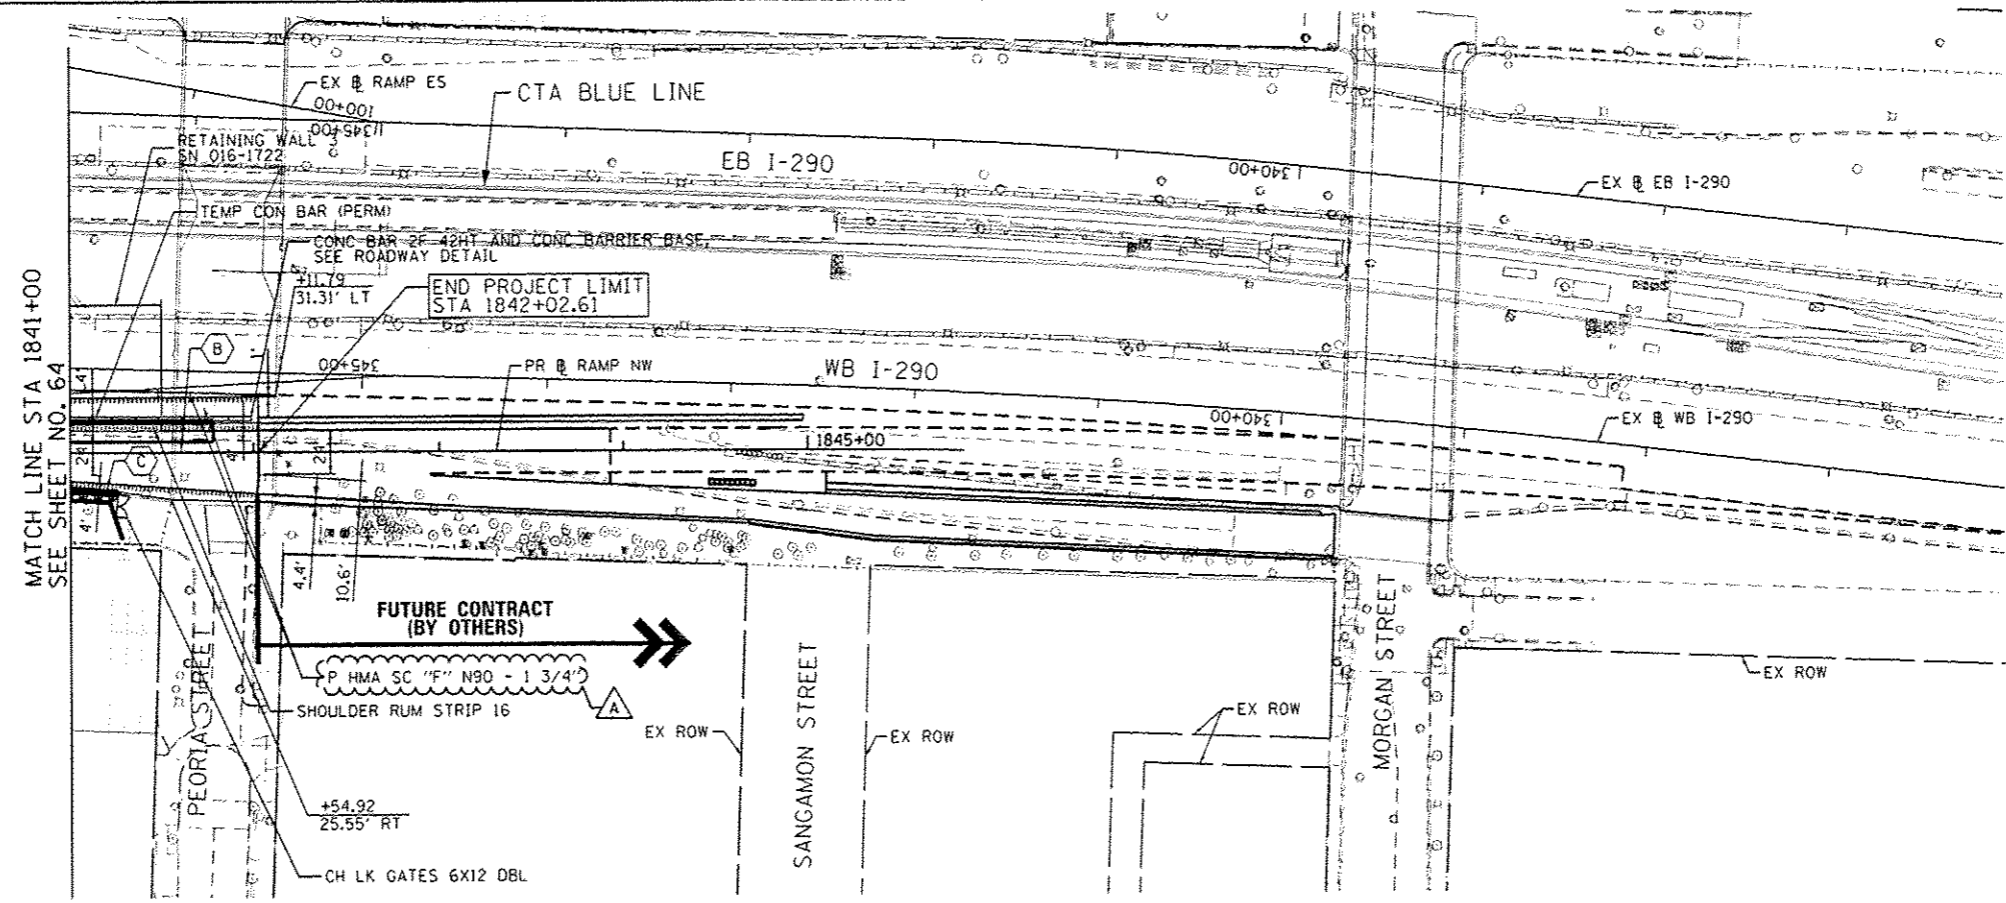 EX ⅊ RAMP ES
100+00
CTA BLUE LINE
1345+00
RETAINING WALL 3
SN 016-1722
EB I-290
1340+00
EX ⅊ EB I-290
TEMP CON BAR (PERM)
CONC BAR 2F 42HT AND CONC BARRIER BASE,
SEE ROADWAY DETAIL
+11.79
31.31' LT
END PROJECT LIMIT
STA 1842+02.61
MATCH LINE STA 1841+00
SEE SHEET NO. 64
B
345+00
PR ⅊ RAMP NW
WB I-290
340+00
EX ⅊ WB I-290
1845+00
C
4'
24'
4.4'
10.6'
FUTURE CONTRACT
(BY OTHERS)
P HMA SC "F" N90 - 1 3/4"
A
SHOULDER RUM STRIP 16
PEORIA STREET
EX ROW
SANGAMON STREET
EX ROW
EX ROW
MORGAN STREET
EX ROW
+54.92
25.55' RT
CH LK GATES 6X12 DBL